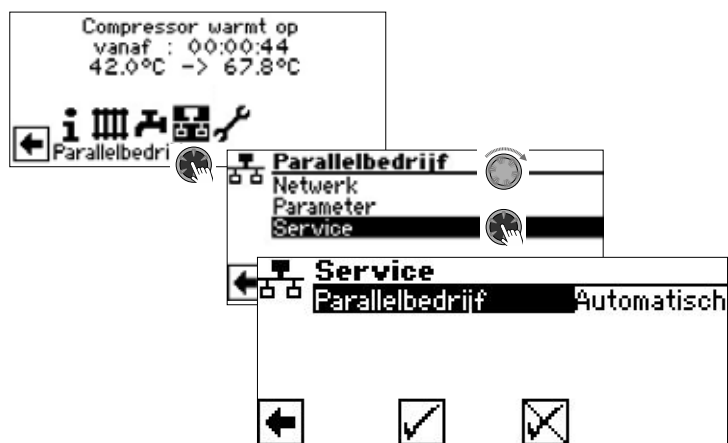 Compressor warmt op
vanaf : 00:00:44
42.0°C -> 67.8°C
Parallelbedri
Parallelbedrijf
Netwerk
Parameter
Service
Service
Parallelbedrijf Automatisch